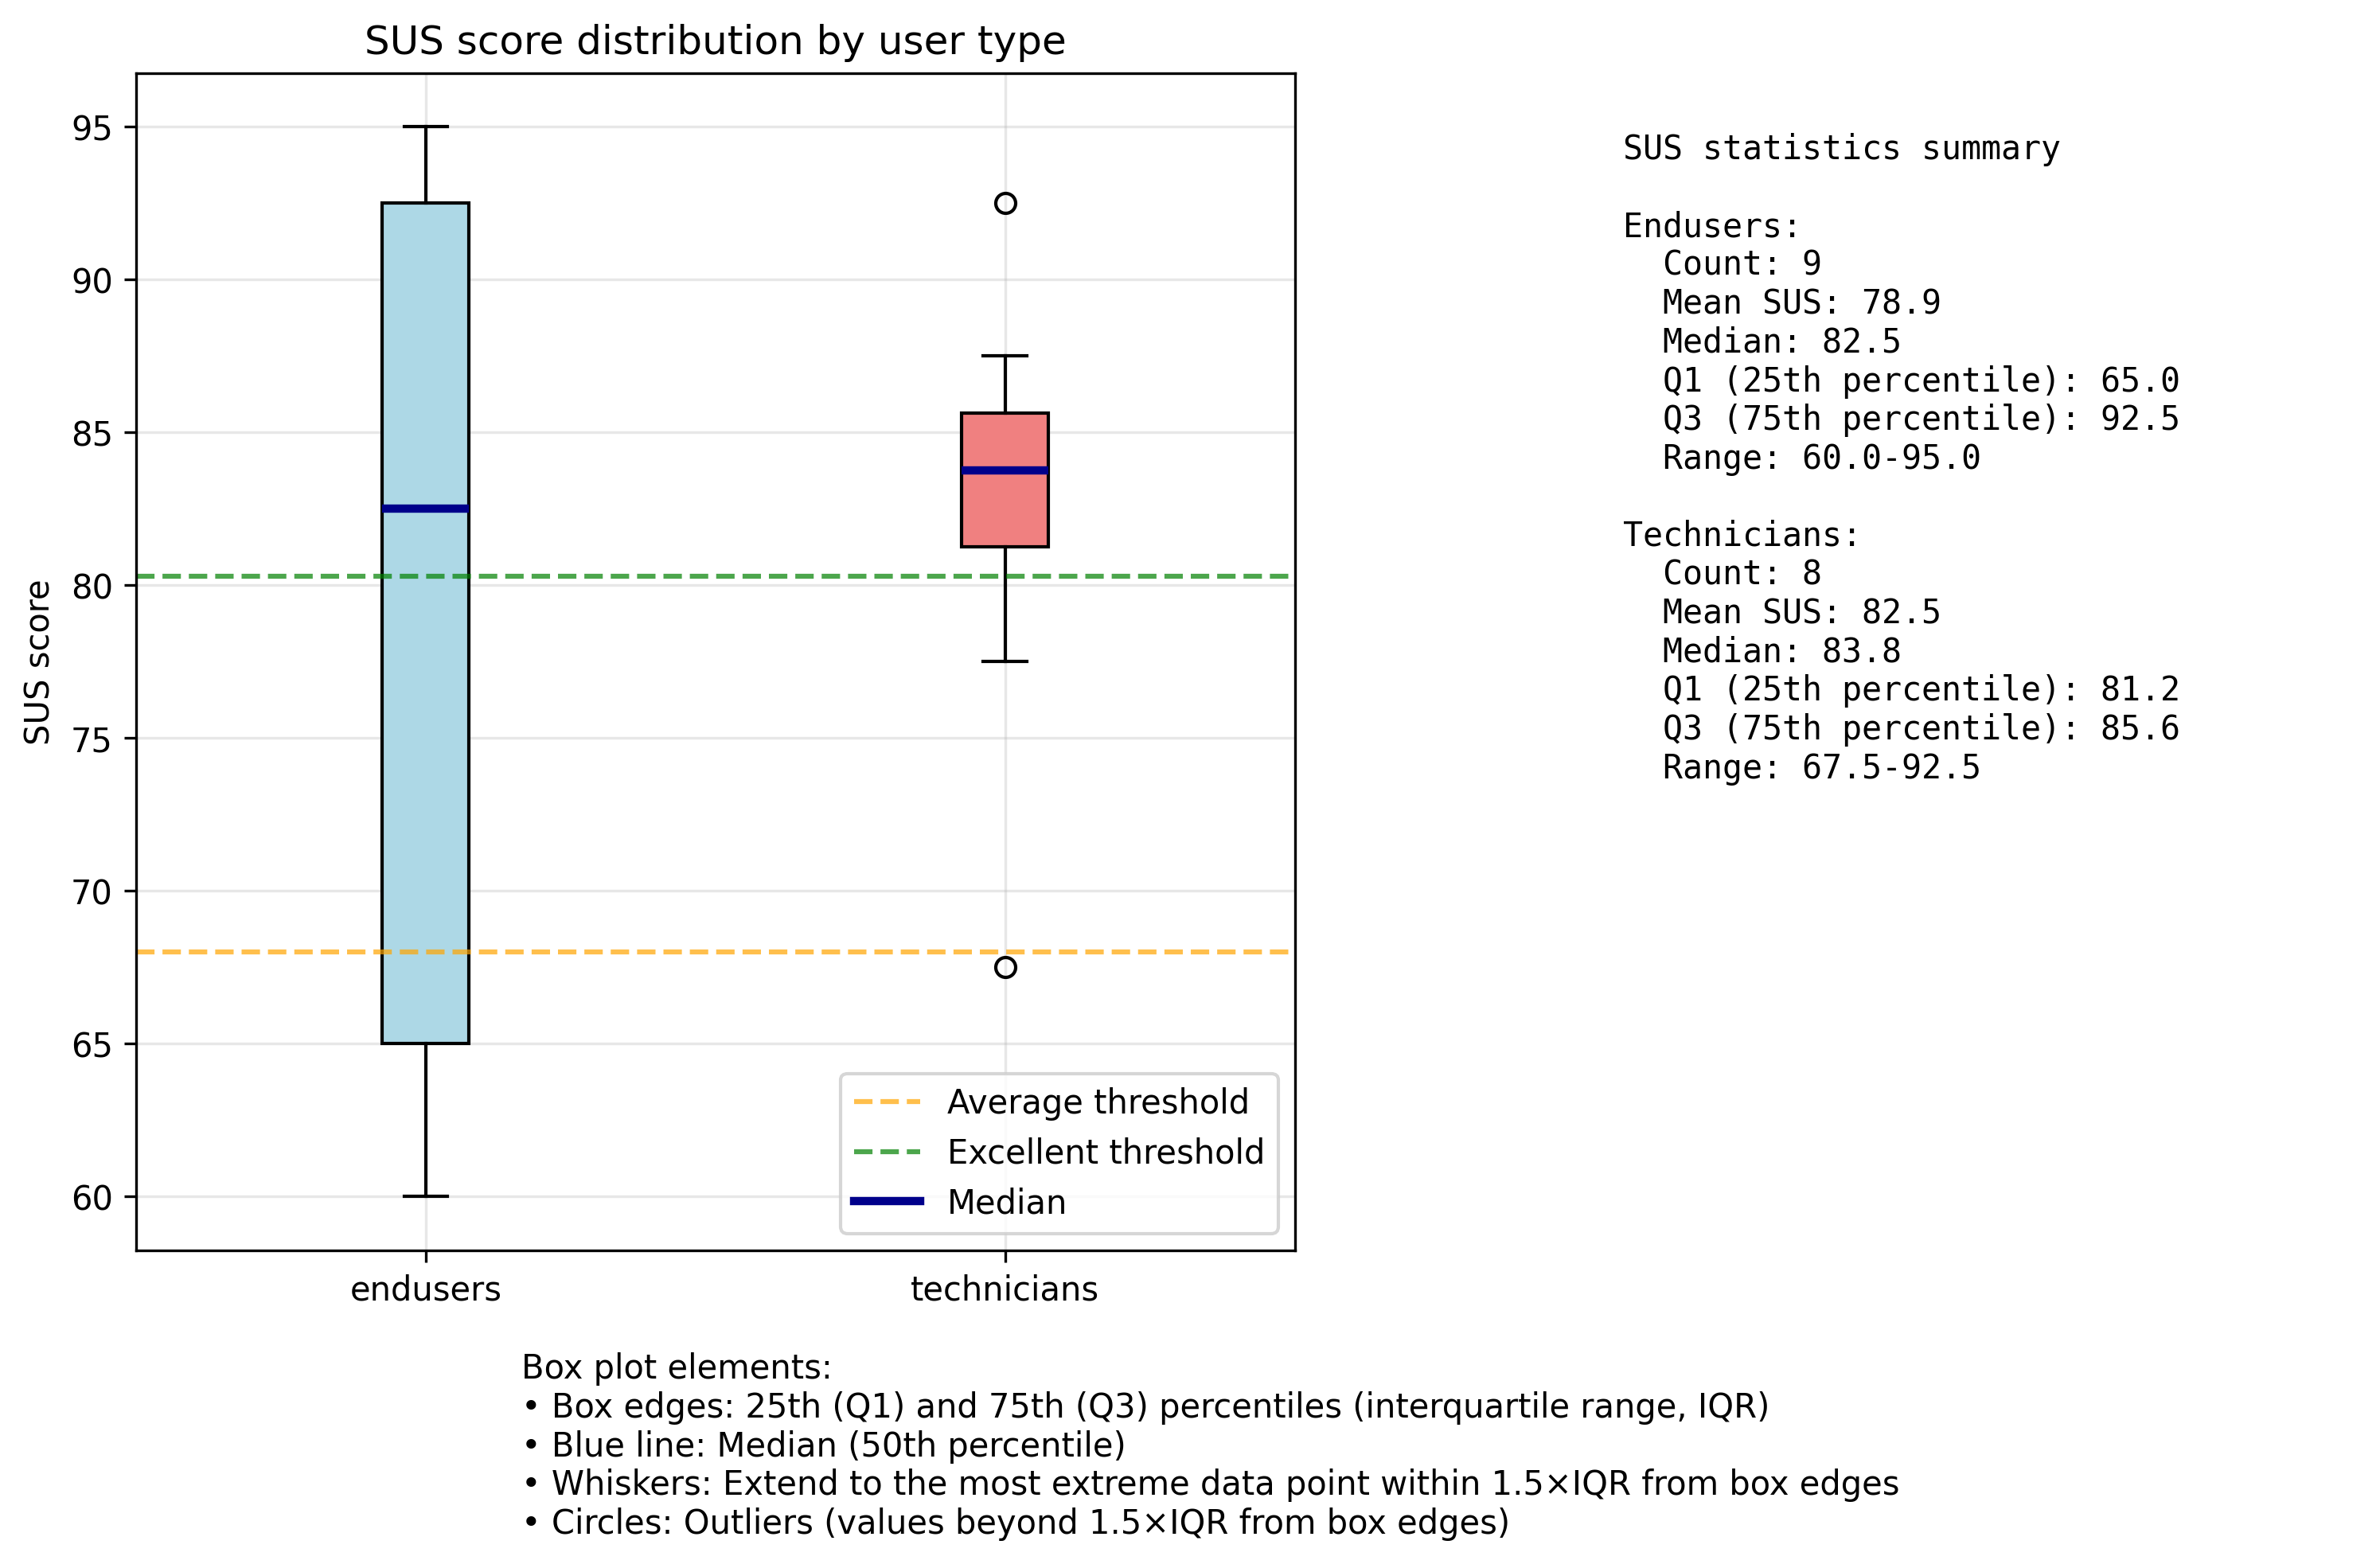 SUS score distribution by user type
95
90
85
80
75
70
65
60
SUS score
endusers
technicians
Average threshold
Excellent threshold
Median
SUS statistics summary
Endusers:
Count: 9
Mean SUS: 78.9
Median: 82.5
Q1 (25th percentile): 65.0
Q3 (75th percentile): 92.5
Range: 60.0-95.0
Technicians:
Count: 8
Mean SUS: 82.5
Median: 83.8
Q1 (25th percentile): 81.2
Q3 (75th percentile): 85.6
Range: 67.5-92.5
Box plot elements:
• Box edges: 25th (Q1) and 75th (Q3) percentiles (interquartile range, IQR)
• Blue line: Median (50th percentile)
• Whiskers: Extend to the most extreme data point within 1.5×IQR from box edges
• Circles: Outliers (values beyond 1.5×IQR from box edges)